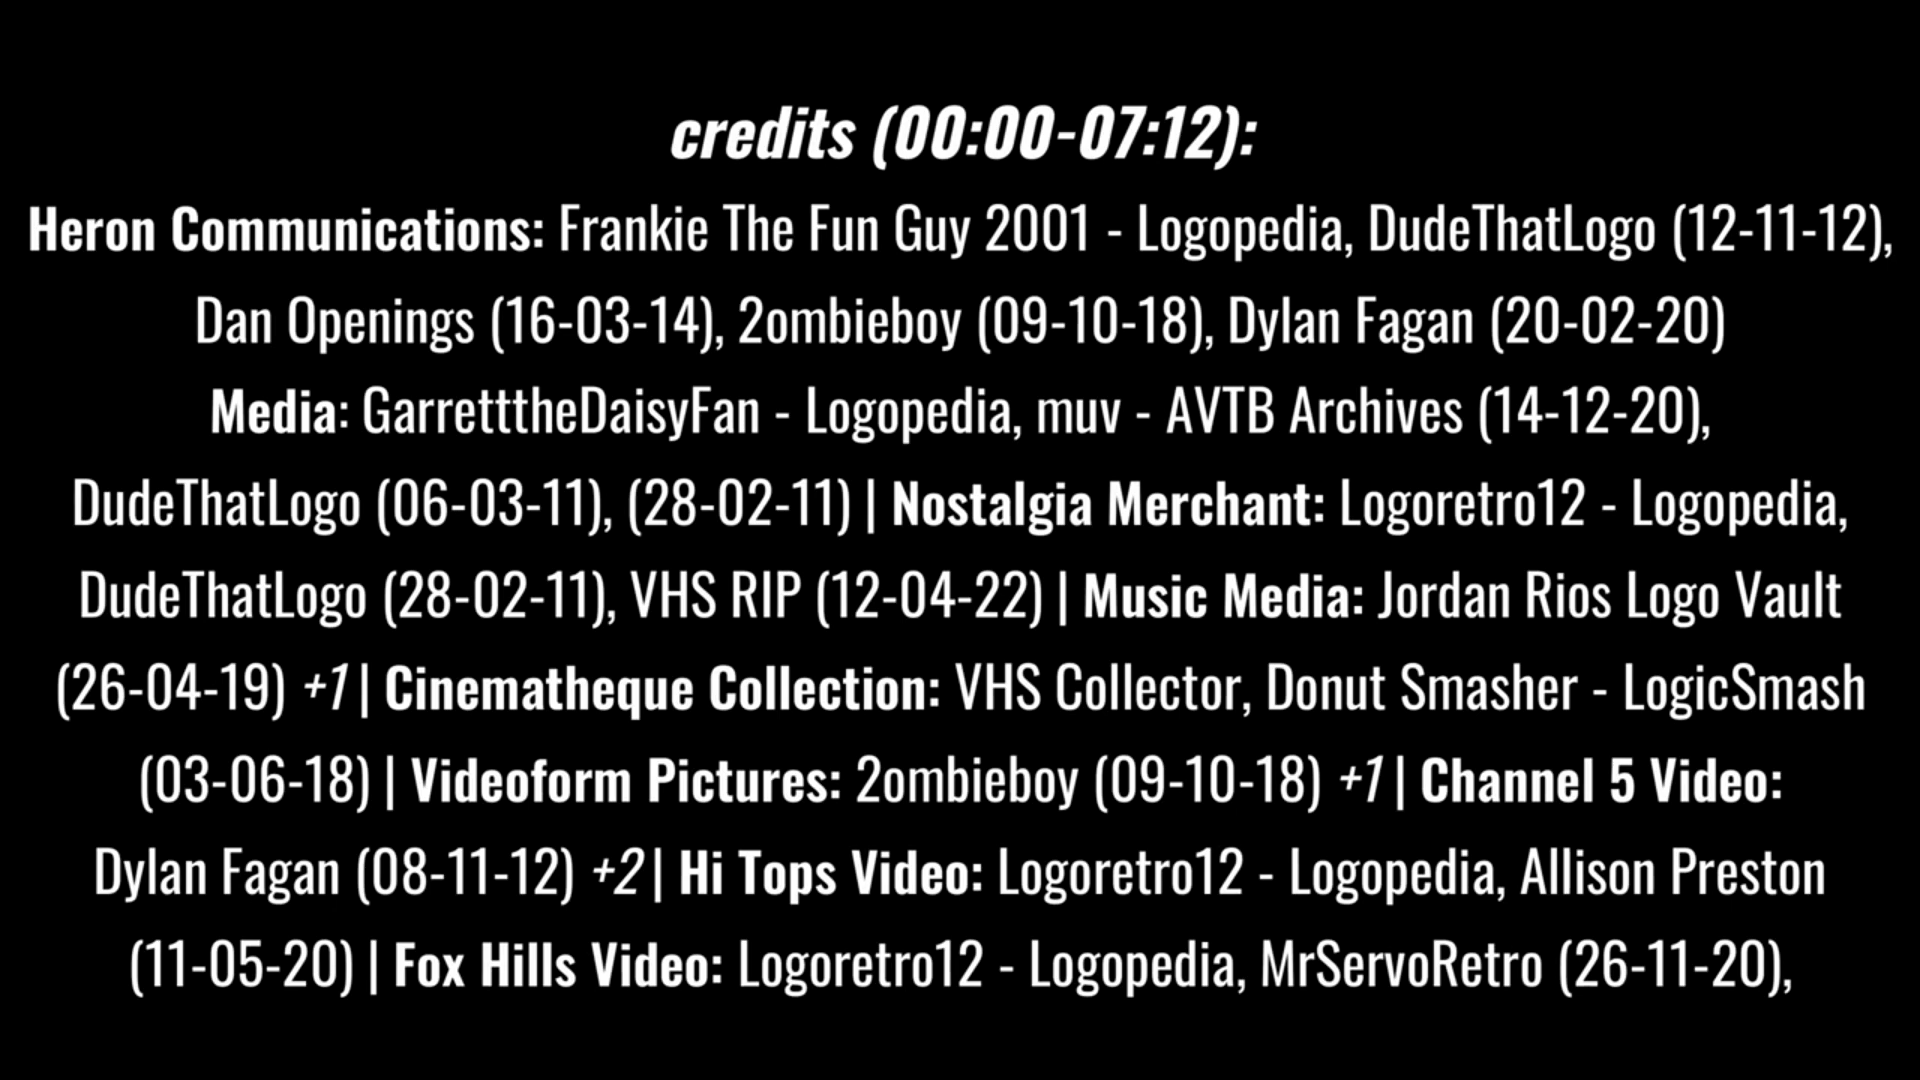 credits (00:00-07:12):
Heron Communications: Frankie The Fun Guy 2001 - Logopedia, DudeThatLogo (12-11-12),
Dan Openings (16-03-14), 2ombieboy (09-10-18), Dylan Fagan (20-02-20)
Media: GarrettttheDaisyFan - Logopedia, muv - AVTB Archives (14-12-20),
DudeThatLogo (06-03-11), (28-02-11) | Nostalgia Merchant: Logoretro12 - Logopedia,
DudeThatLogo (28-02-11), VHS RIP (12-04-22) | Music Media: Jordan Rios Logo Vault
(26-04-19) +1 | Cinematheque Collection: VHS Collector, Donut Smasher - LogicSmash
(03-06-18) | Videoform Pictures: 2ombieboy (09-10-18) +1 | Channel 5 Video:
Dylan Fagan (08-11-12) +2 | Hi Tops Video: Logoretro12 - Logopedia, Allison Preston
(11-05-20) | Fox Hills Video: Logoretro12 - Logopedia, MrServoRetro (26-11-20),